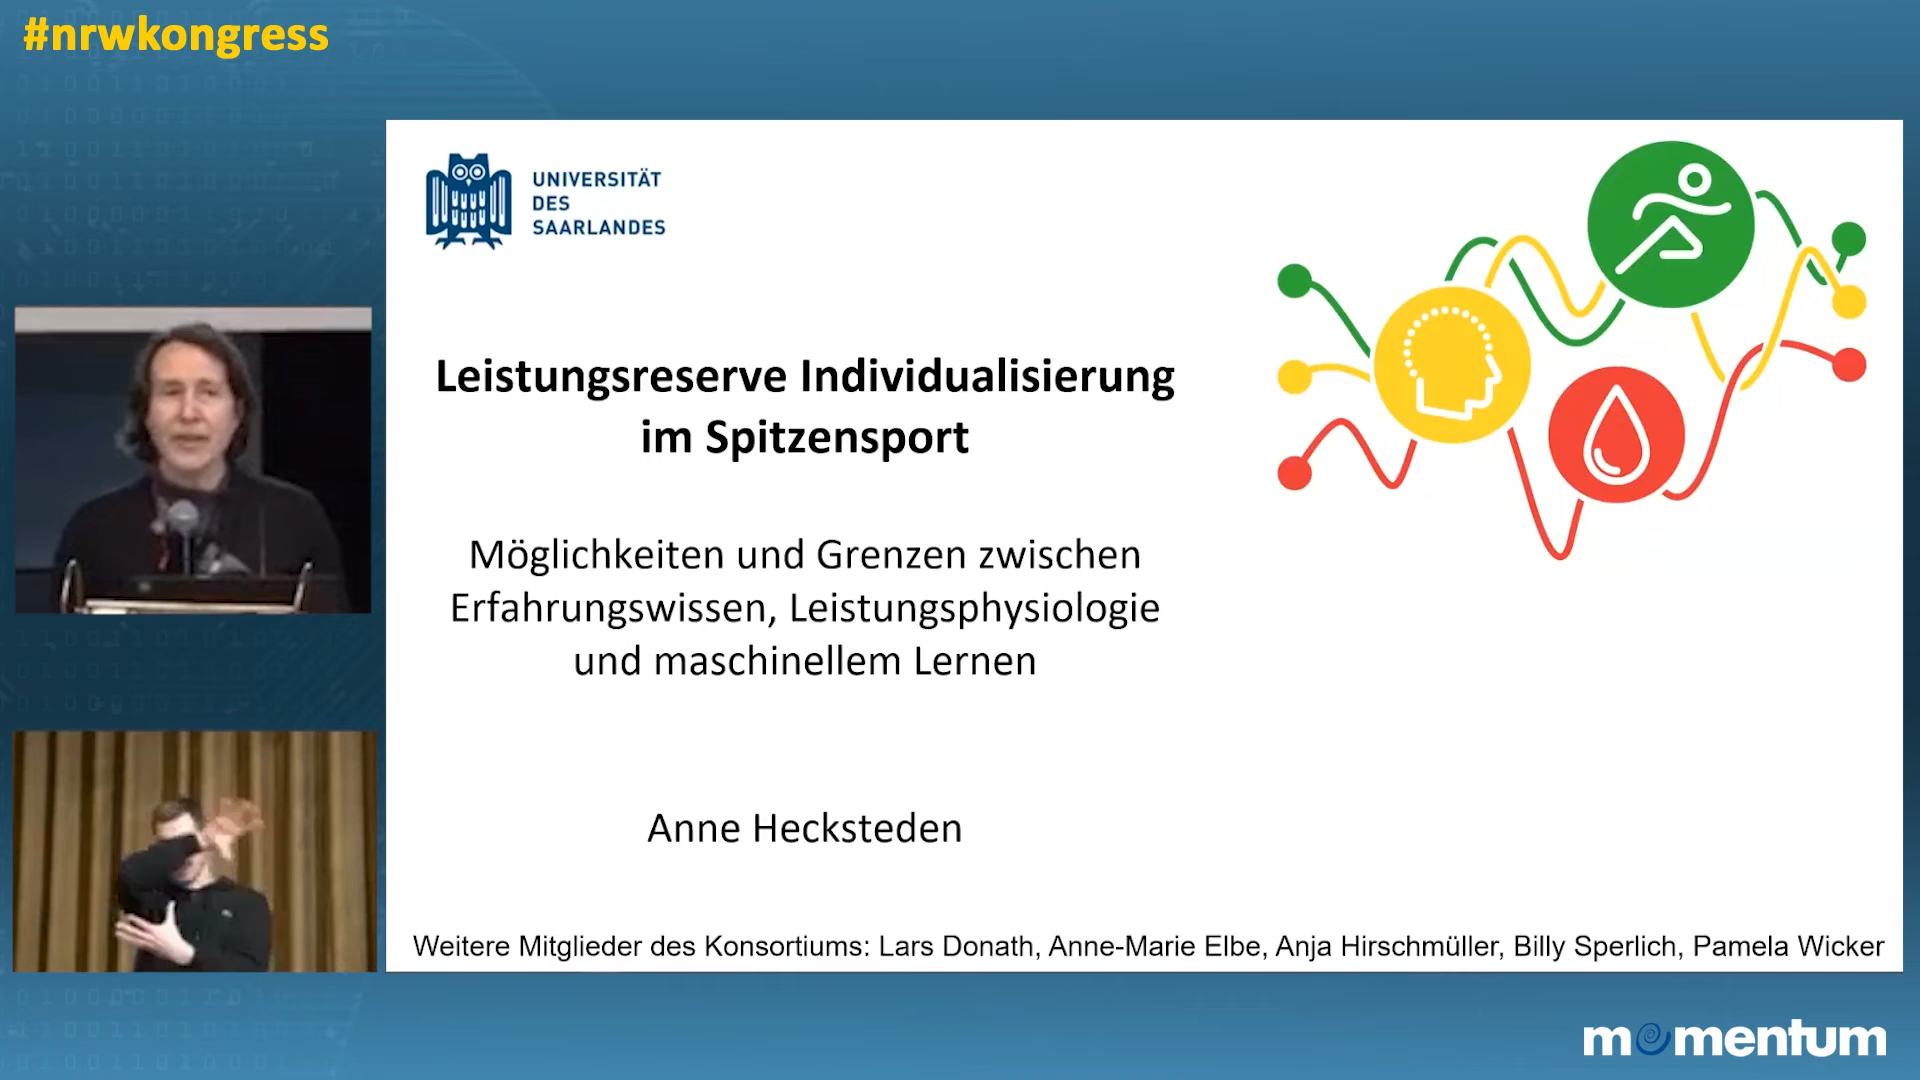 #nrwkongress
UNIVERSITÄT
DES
SAARLANDES
Leistungsreserve Individualisierung
im Spitzensport
Möglichkeiten und Grenzen zwischen
Erfahrungswissen, Leistungsphysiologie
und maschinellem Lernen
Anne Hecksteden
Weitere Mitglieder des Konsortiums: Lars Donath, Anne-Marie Elbe, Anja Hirschmüller, Billy Sperlich, Pamela Wicker
momentum